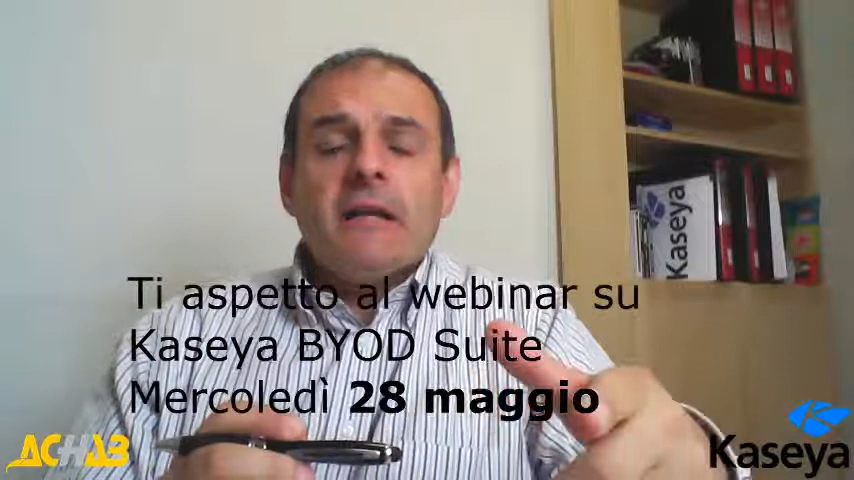 Kaseya
Ti aspetto al webinar su
Kaseya BYOD Suite
Mercoledì 28 maggio
ACHAB
Kaseya